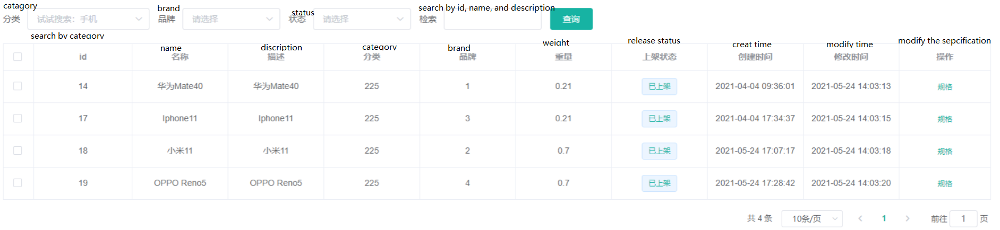 catagory brand status search by id, name, and description
分类 试试搜索：手机 品牌 请选择 状态 请选择 检索 查询
search by category
name discription category brand weight release status creat time modify time modify the sepcification
id 名称 描述 分类 品牌 重量 上架状态 创建时间 修改时间 操作
14 华为Mate40 华为Mate40 225 1 0.21 已上架 2021-04-04 09:36:01 2021-05-24 14:03:13 规格
17 Iphone11 Iphone11 225 3 0.21 已上架 2021-04-04 17:34:37 2021-05-24 14:03:15 规格
18 小米11 小米11 225 2 0.7 已上架 2021-05-24 17:07:17 2021-05-24 14:03:18 规格
19 OPPO Reno5 OPPO Reno5 225 4 0.7 已上架 2021-05-24 17:28:42 2021-05-24 14:03:20 规格
共 4 条 10条/页 1 前往 1 页